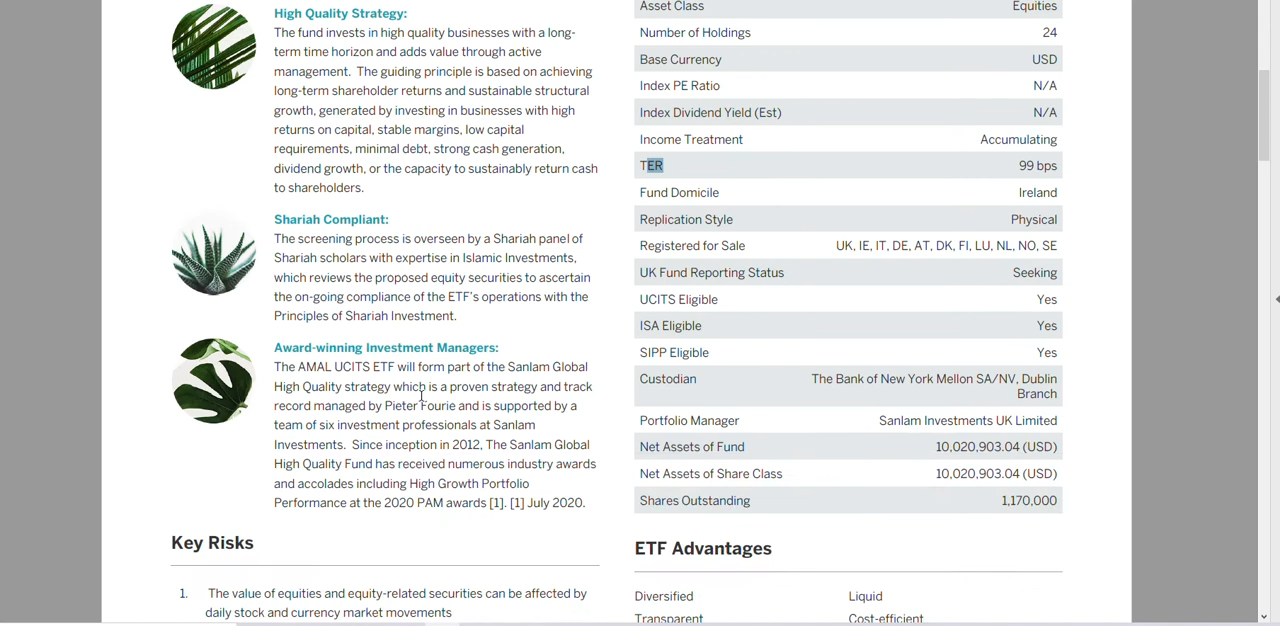 High Quality Strategy:
The fund invests in high quality businesses with a long-
term time horizon and adds value through active
management.  The guiding principle is based on achieving
long-term shareholder returns and sustainable structural
growth, generated by investing in businesses with high
returns on capital, stable margins, low capital
requirements, minimal debt, strong cash generation,
dividend growth, or the capacity to sustainably return cash
to shareholders.
Shariah Compliant:
The screening process is overseen by a Shariah panel of
Shariah scholars with expertise in Islamic Investments,
which reviews the proposed equity securities to ascertain
the on-going compliance of the ETF's operations with the
Principles of Shariah Investment.
Award-winning Investment Managers:
The AMAL UCITS ETF will form part of the Sanlam Global
High Quality strategy which is a proven strategy and track
record managed by Pieter Fourie and is supported by a
team of six investment professionals at Sanlam
Investments.  Since inception in 2012, The Sanlam Global
High Quality Fund has received numerous industry awards
and accolades including High Growth Portfolio
Performance at the 2020 PAM awards [1]. [1] July 2020.
Key Risks
1. The value of equities and equity-related securities can be affected by
daily stock and currency market movements
Asset Class Equities
Number of Holdings 24
Base Currency USD
Index PE Ratio N/A
Index Dividend Yield (Est) N/A
Income Treatment Accumulating
TER 99 bps
Fund Domicile Ireland
Replication Style Physical
Registered for Sale UK, IE, IT, DE, AT, DK, FI, LU, NL, NO, SE
UK Fund Reporting Status Seeking
UCITS Eligible Yes
ISA Eligible Yes
SIPP Eligible Yes
Custodian The Bank of New York Mellon SA/NV, Dublin
Branch
Portfolio Manager Sanlam Investments UK Limited
Net Assets of Fund 10,020,903.04 (USD)
Net Assets of Share Class 10,020,903.04 (USD)
Shares Outstanding 1,170,000
ETF Advantages
Diversified Liquid
Transparent Cost-efficient